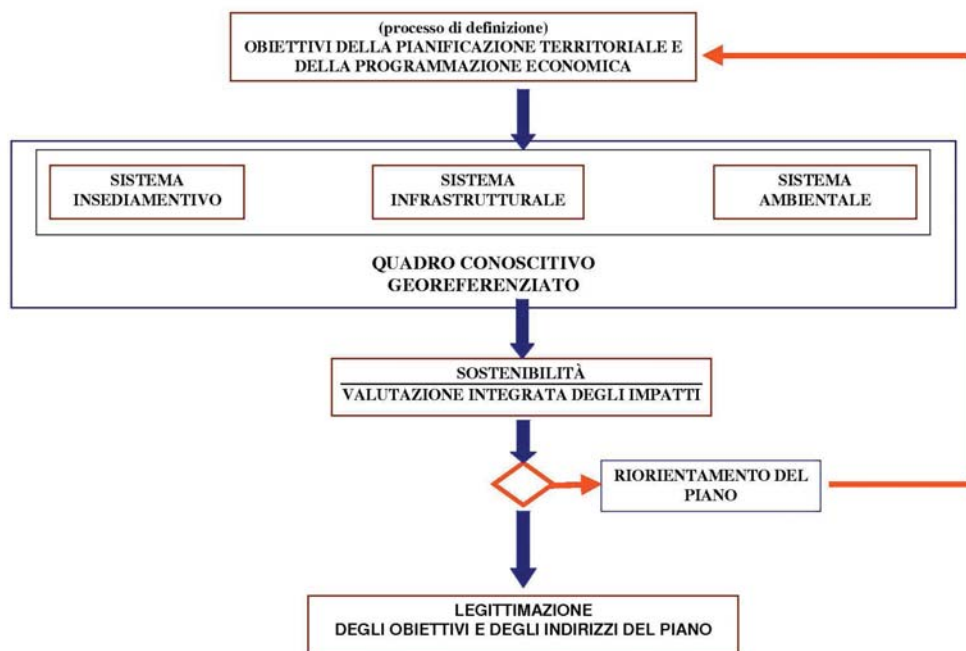 (processo di definizione)
OBIETTIVI DELLA PIANIFICAZIONE TERRITORIALE E
DELLA PROGRAMMAZIONE ECONOMICA
SISTEMA
INSEDIAMENTIVO
SISTEMA
INFRASTRUTTURALE
SISTEMA
AMBIENTALE
QUADRO CONOSCITIVO
GEOREFERENZIATO
SOSTENIBILITÀ
VALUTAZIONE INTEGRATA DEGLI IMPATTI
RIORIENTAMENTO DEL
PIANO
LEGITTIMAZIONE
DEGLI OBIETTIVI E DEGLI INDIRIZZI DEL PIANO